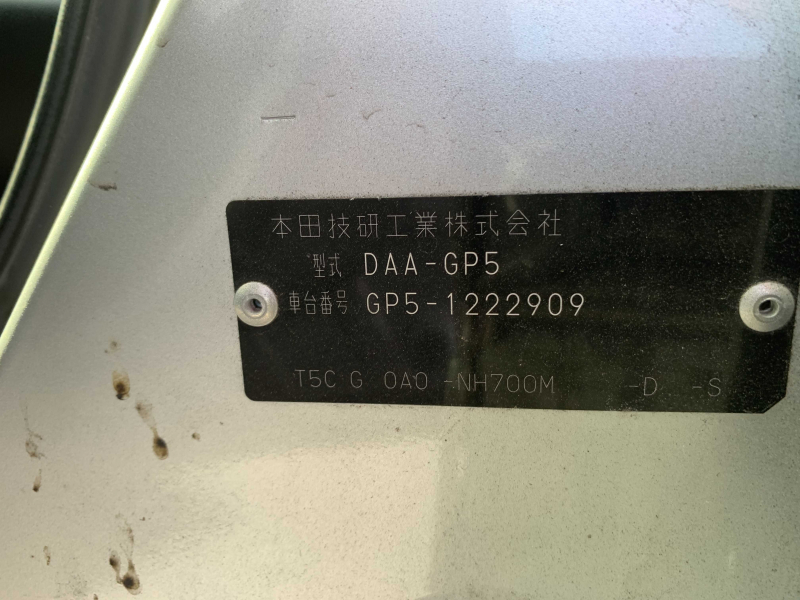 本田技研工業株式会社
型式 DAA-GP5
車台番号 GP5-1222909
T5C G 0A0 -NH700M -D -S